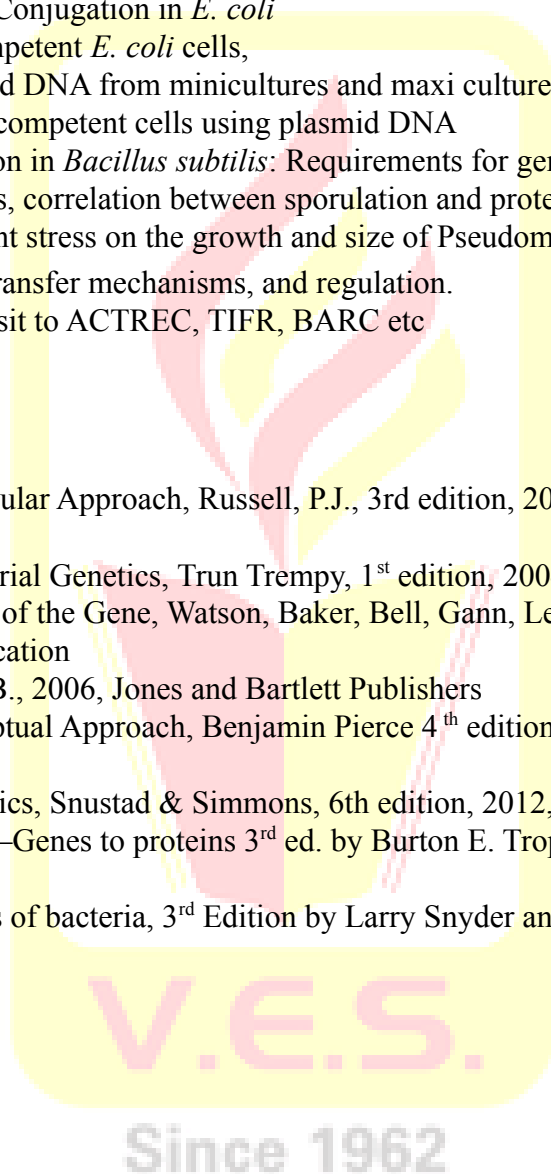 Conjugation in E. coli
mpetent E. coli cells,
d DNA from minicultures and maxi culture
competent cells using plasmid DNA
on in Bacillus subtilis: Requirements for ger
s, correlation between sporulation and prote
nt stress on the growth and size of Pseudom
ransfer mechanisms, and regulation.
sit to ACTREC, TIFR, BARC etc
ular Approach, Russell, P.J., 3rd edition, 20
rial Genetics, Trun Trempy, 1st edition, 200
of the Gene, Watson, Baker, Bell, Gann, Le
cation
B., 2006, Jones and Bartlett Publishers
ptual Approach, Benjamin Pierce 4th edition
ics, Snustad & Simmons, 6th edition, 2012,
–Genes to proteins 3rd ed. by Burton E. Trop
s of bacteria, 3rd Edition by Larry Snyder an
V.E.S.
Since 1962